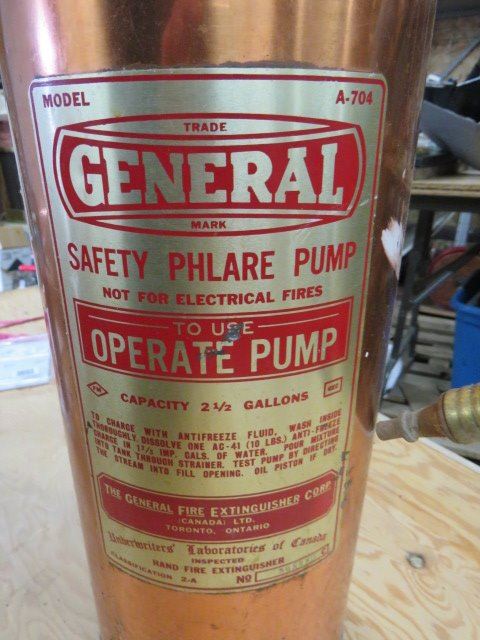 MODEL A-704
TRADE
GENERAL
MARK
SAFETY PHLARE PUMP
NOT FOR ELECTRICAL FIRES
TO USE
OPERATE PUMP
CAPACITY 2 1/2 GALLONS
TO CHARGE WITH ANTIFREEZE FLUID. WASH INSIDE
THOROUGHLY. DISSOLVE ONE AC-41 (10 LBS.) ANTI-FREEZE
CHARGE IN 1 2/3 IMP. GALS. OF WATER. POUR MIXTURE
INTO TANK THROUGH STRAINER. TEST PUMP BY DIRECTING
THE STREAM INTO FILL OPENING. OIL PISTON IF DRY.
THE GENERAL FIRE EXTINGUISHER CORP.
(CANADA) LTD.
TORONTO, ONTARIO
Underwriters' Laboratories of Canada
INSPECTED
HAND FIRE EXTINGUISHER
CLASSIFICATION 2-A Nº